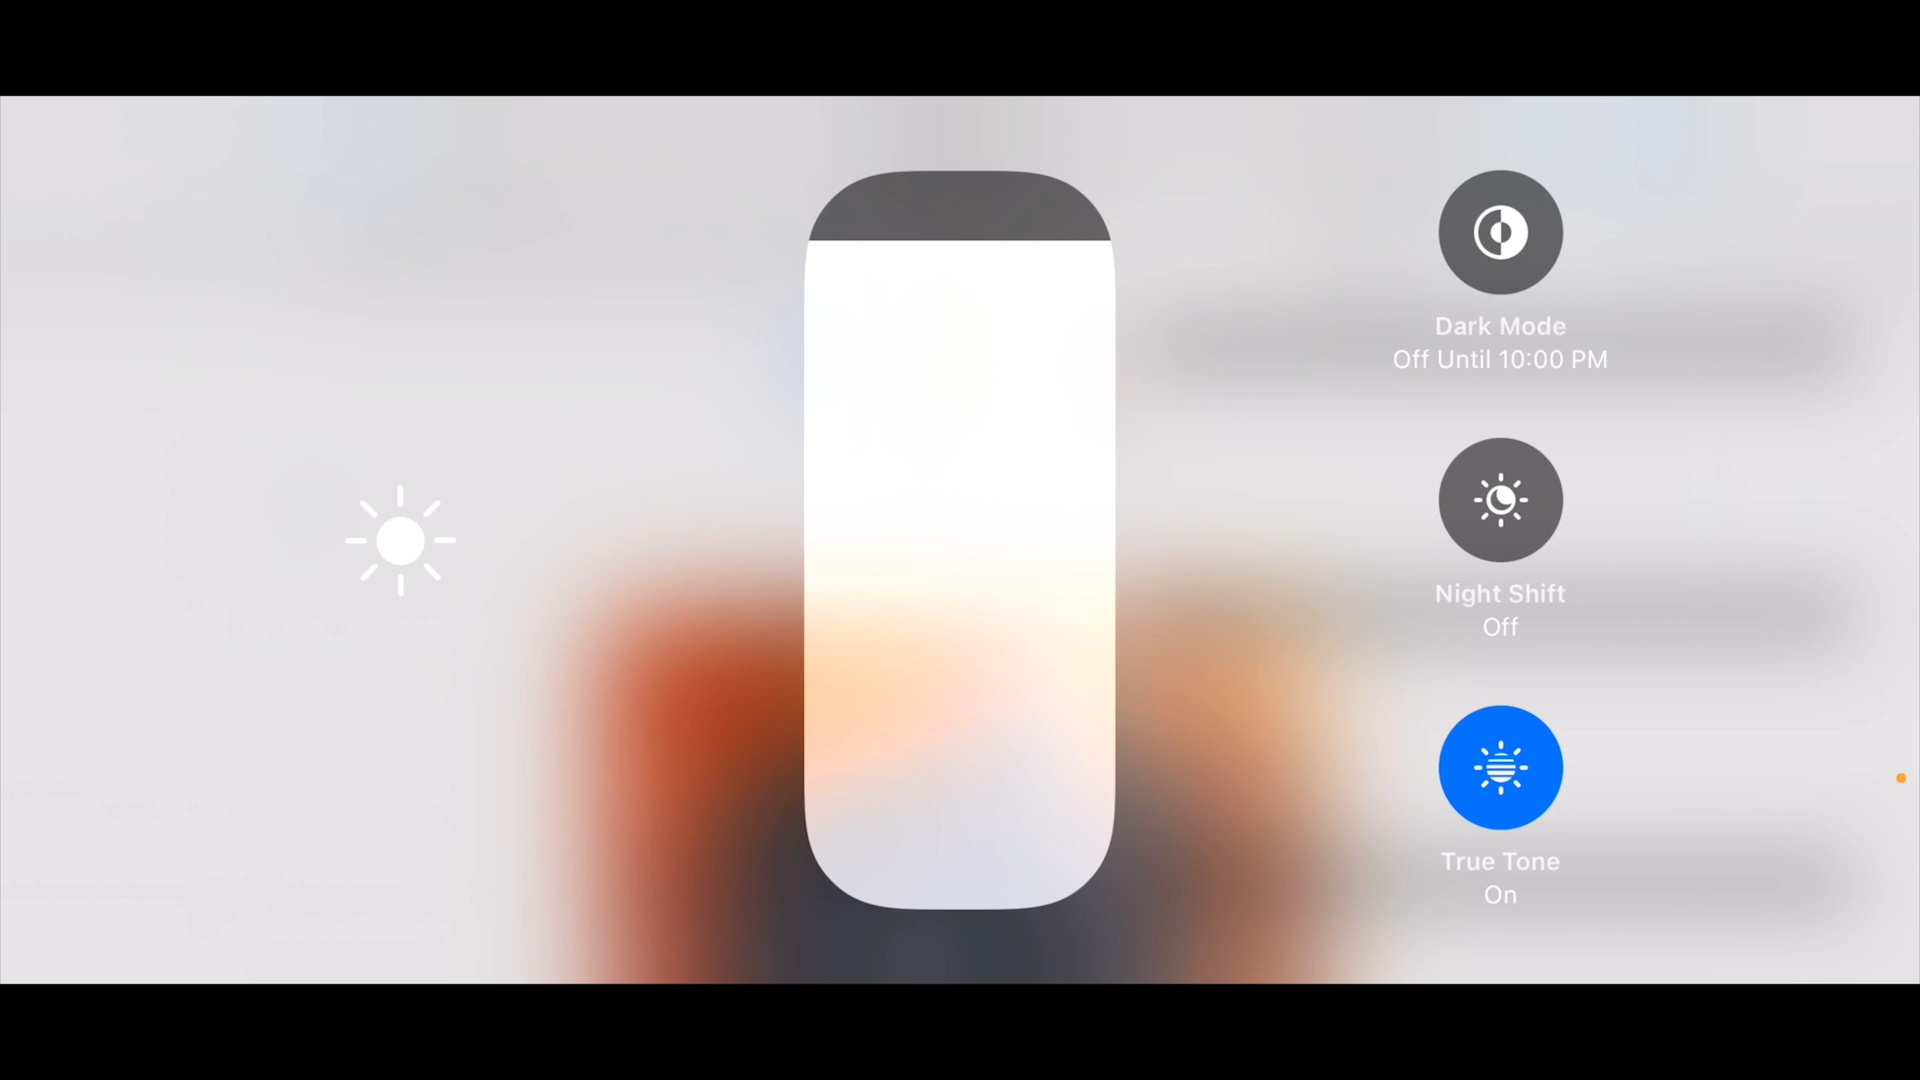 Dark Mode
Off Until 10:00 PM
Night Shift
Off
True Tone
On